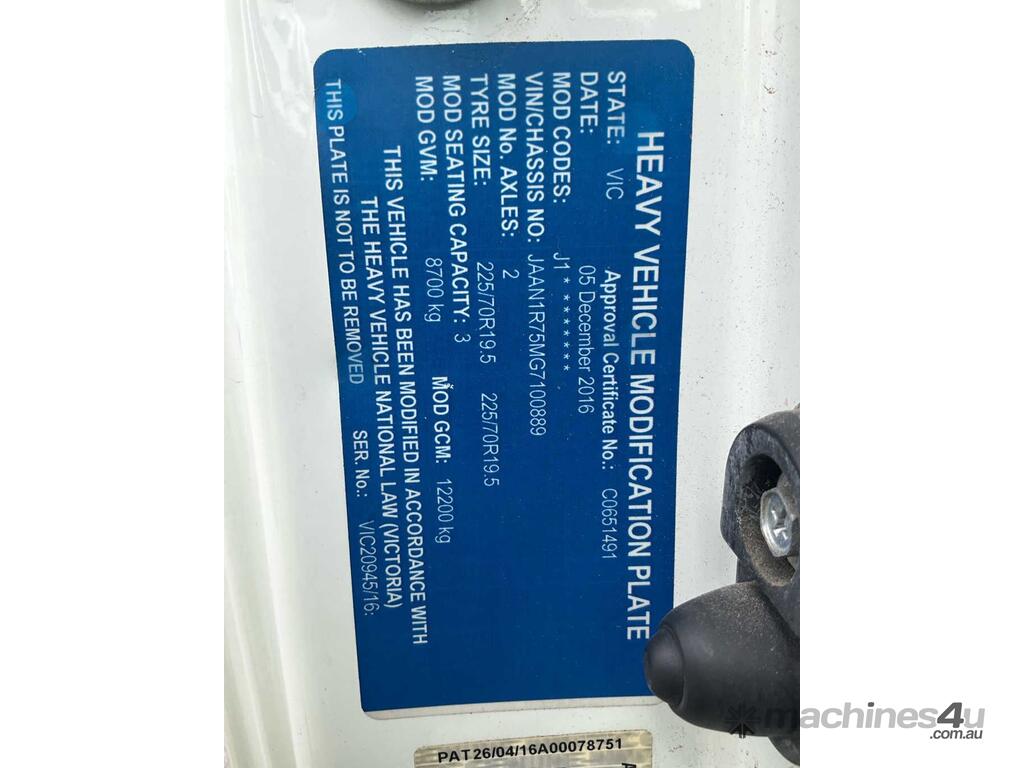 HEAVY VEHICLE MODIFICATION PLATE
STATE: VIC Approval Certificate No.: C0651491
DATE: 05 December 2016
MOD CODES: J1 * * * * * * * *
VIN/CHASSIS NO: JAAN1R75MG7100889
MOD No. AXLES: 2
TYRE SIZE: 225/70R19.5 225/70R19.5
MOD SEATING CAPACITY: 3
MOD GVM: 8700 kg MOD GCM: 12200 kg
THIS VEHICLE HAS BEEN MODIFIED IN ACCORDANCE WITH
THE HEAVY VEHICLE NATIONAL LAW (VICTORIA)
SER. No.: VIC20945/16:
THIS PLATE IS NOT TO BE REMOVED
PAT26/04/16A00078751
A
machines4u
.com.au